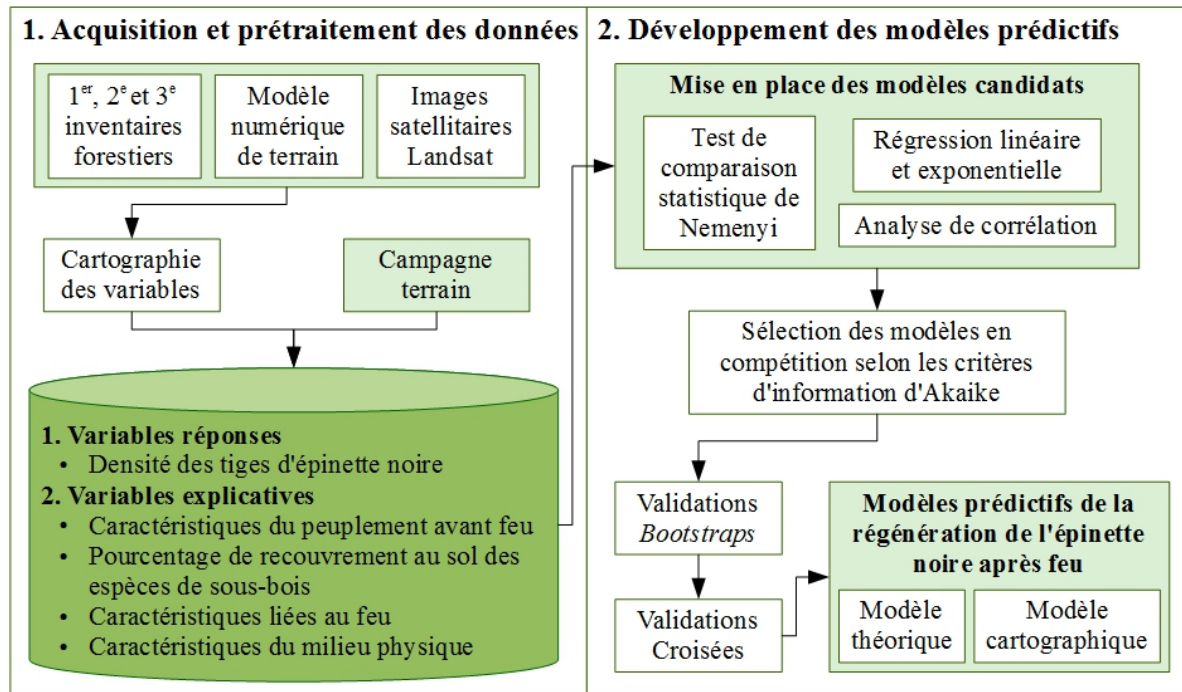 1. Acquisition et prétraitement des données
1er, 2e et 3e
inventaires
forestiers
Modèle
numérique
de terrain
Images
satellitaires
Landsat
Cartographie
des variables
Campagne
terrain
1. Variables réponses
• Densité des tiges d'épinette noire
2. Variables explicatives
• Caractéristiques du peuplement avant feu
• Pourcentage de recouvrement au sol des
espèces de sous-bois
• Caractéristiques liées au feu
• Caractéristiques du milieu physique
2. Développement des modèles prédictifs
Mise en place des modèles candidats
Test de
comparaison
statistique de
Nemenyi
Régression linéaire
et exponentielle
Analyse de corrélation
Sélection des modèles en
compétition selon les critères
d'information d'Akaike
Validations
Bootstraps
Validations
Croisées
Modèles prédictifs de la
régénération de l'épinette
noire après feu
Modèle
théorique
Modèle
cartographique